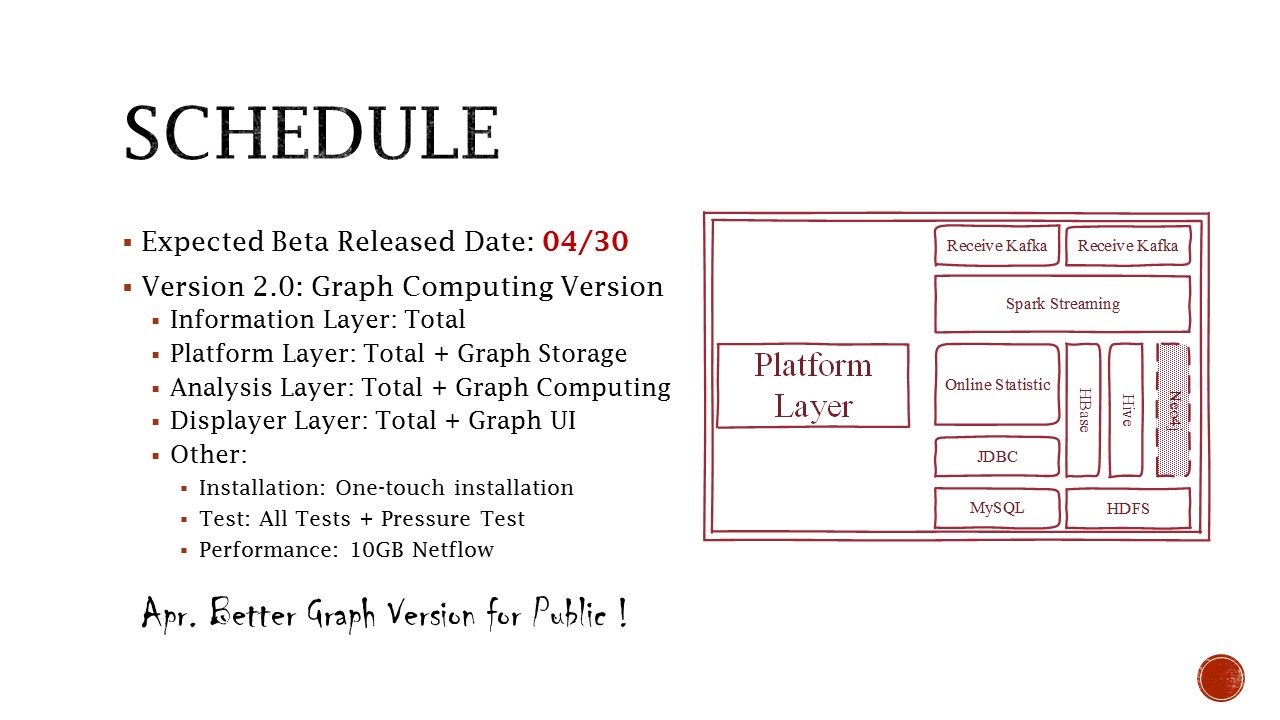 SCHEDULE
Expected Beta Released Date: 04/30
Version 2.0: Graph Computing Version
Information Layer: Total
Platform Layer: Total + Graph Storage
Analysis Layer: Total + Graph Computing
Displayer Layer: Total + Graph UI
Other:
Installation: One-touch installation
Test: All Tests + Pressure Test
Performance: 10GB Netflow
Apr. Better Graph Version for Public !
Platform
Layer
Receive Kafka
Receive Kafka
Spark Streaming
Online Statistic
HBase
Hive
Neo4j
JDBC
MySQL
HDFS